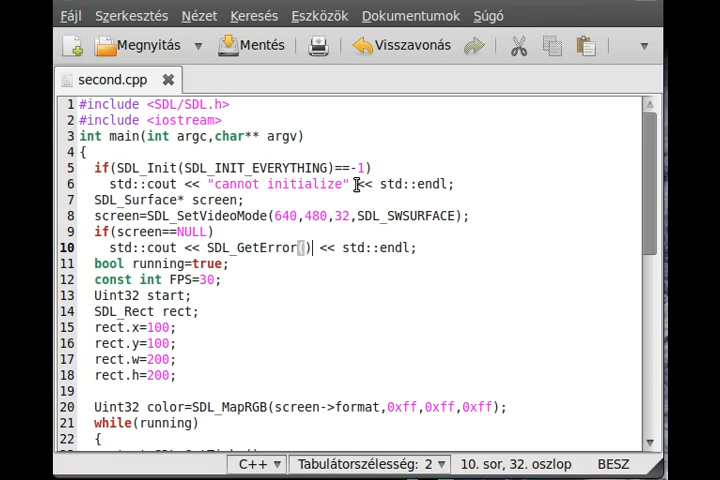 Fájl Szerkesztés Nézet Keresés Eszközök Dokumentumok Súgó
Megnyitás Mentés Visszavonás
second.cpp
1 #include <SDL/SDL.h>
2 #include <iostream>
3 int main(int argc,char** argv)
4 {
5 if(SDL_Init(SDL_INIT_EVERYTHING)==-1)
6 std::cout << "cannot initialize" << std::endl;
7 SDL_Surface* screen;
8 screen=SDL_SetVideoMode(640,480,32,SDL_SWSURFACE);
9 if(screen==NULL)
10 std::cout << SDL_GetError() << std::endl;
11 bool running=true;
12 const int FPS=30;
13 Uint32 start;
14 SDL_Rect rect;
15 rect.x=100;
16 rect.y=100;
17 rect.w=200;
18 rect.h=200;
19
20 Uint32 color=SDL_MapRGB(screen->format,0xff,0xff,0xff);
21 while(running)
22 {
C++ Tabulátorszélesség: 2 10. sor, 32. oszlop BESZ